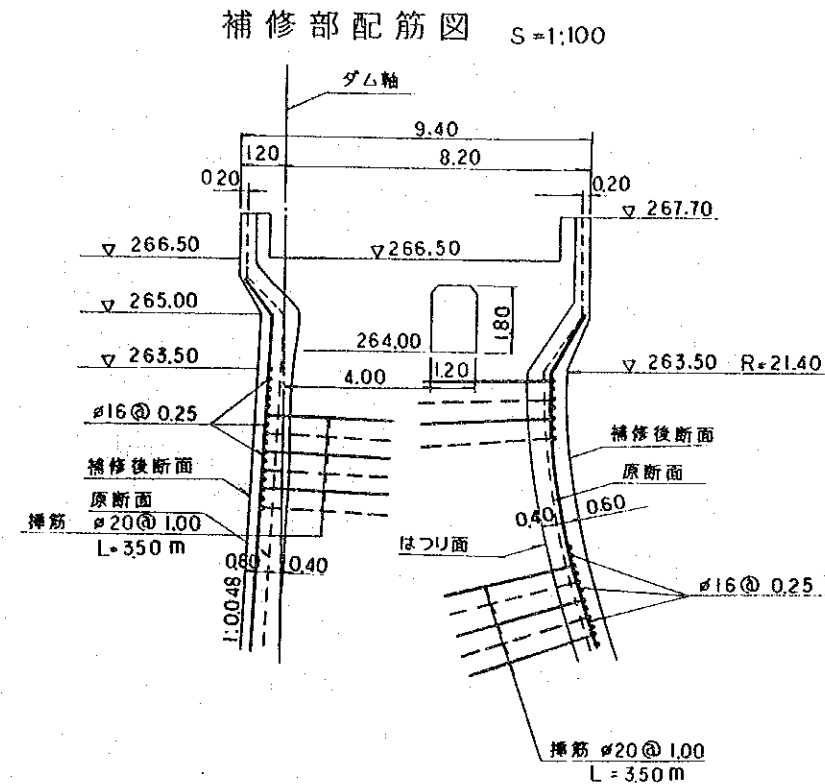 補修部配筋図 S=1:100
ダム軸
9.40
1.20 8.20
0.20 0.20
▽ 267.70
▽ 266.50 ▽ 266.50
▽ 265.00
1.80
264.00
▽ 263.50 1.20 ▽ 263.50 R=21.40
4.00
ø16@ 0.25
補修後断面
補修後断面
原断面
原断面
挿筋 ø20@ 1.00
L=3.50 m
0.40 0.60
はつり面
0.60 0.40
1:0.048
ø16@ 0.25
挿筋 ø20@ 1.00
L=3.50 m